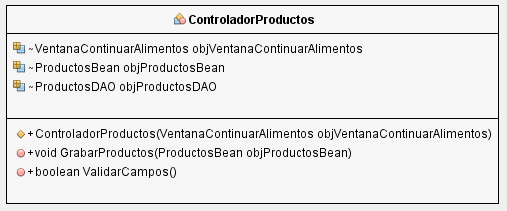 ControladorProductos
~VentanaContinuarAlimentos objVentanaContinuarAlimentos
~ProductosBean objProductosBean
~ProductosDAO objProductosDAO
+ControladorProductos(VentanaContinuarAlimentos objVentanaContinuarAlimentos)
+void GrabarProductos(ProductosBean objProductosBean)
+boolean ValidarCampos()